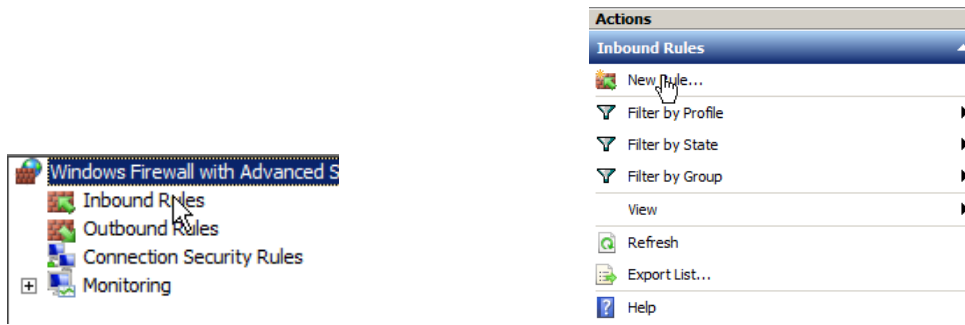 Windows Firewall with Advanced S
Inbound Rules
Outbound Rules
Connection Security Rules
Monitoring
Actions
Inbound Rules
New Rule...
Filter by Profile
Filter by State
Filter by Group
View
Refresh
Export List...
Help